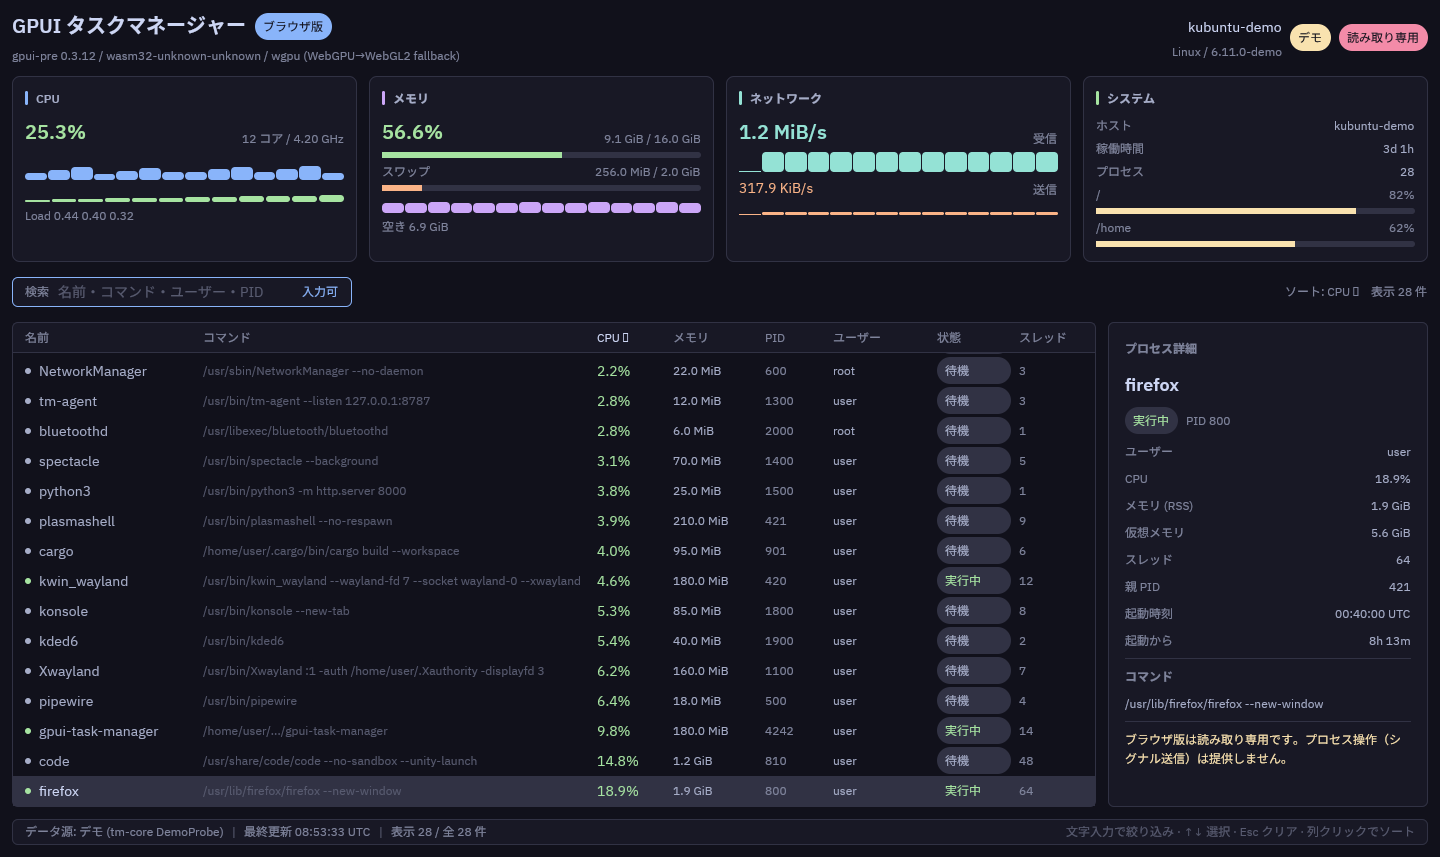 GPUI タスクマネージャー ブラウザ版
gpui-pre 0.3.12 / wasm32-unknown-unknown / wgpu (WebGPU→WebGL2 fallback)
kubuntu-demo
Linux / 6.11.0-demo
デモ 読み取り専用
CPU
25.3% 12 コア / 4.20 GHz
Load 0.44 0.40 0.32
メモリ
56.6% 9.1 GiB / 16.0 GiB
スワップ 256.0 MiB / 2.0 GiB
空き 6.9 GiB
ネットワーク
1.2 MiB/s 受信
317.9 KiB/s 送信
システム
ホスト kubuntu-demo
稼働時間 3d 1h
プロセス 28
/ 82%
/home 62%
検索 名前・コマンド・ユーザー・PID 入力可
ソート: CPU 表示 28 件
名前 コマンド CPU メモリ PID ユーザー 状態 スレッド
NetworkManager /usr/sbin/NetworkManager --no-daemon 2.2% 22.0 MiB 600 root 待機 3
tm-agent /usr/bin/tm-agent --listen 127.0.0.1:8787 2.8% 12.0 MiB 1300 user 待機 3
bluetoothd /usr/libexec/bluetooth/bluetoothd 2.8% 6.0 MiB 2000 root 待機 1
spectacle /usr/bin/spectacle --background 3.1% 70.0 MiB 1400 user 待機 5
python3 /usr/bin/python3 -m http.server 8000 3.8% 25.0 MiB 1500 user 待機 1
plasmashell /usr/bin/plasmashell --no-respawn 3.9% 210.0 MiB 421 user 待機 9
cargo /home/user/.cargo/bin/cargo build --workspace 4.0% 95.0 MiB 901 user 待機 6
kwin_wayland /usr/bin/kwin_wayland --wayland-fd 7 --socket wayland-0 --xwayland 4.6% 180.0 MiB 420 user 実行中 12
konsole /usr/bin/konsole --new-tab 5.3% 85.0 MiB 1800 user 待機 8
kded6 /usr/bin/kded6 5.4% 40.0 MiB 1900 user 待機 2
Xwayland /usr/bin/Xwayland :1 -auth /home/user/.Xauthority -displayfd 3 6.2% 160.0 MiB 1100 user 待機 7
pipewire /usr/bin/pipewire 6.4% 18.0 MiB 500 user 待機 4
gpui-task-manager /home/user/.../gpui-task-manager 9.8% 180.0 MiB 4242 user 実行中 14
code /usr/share/code/code --no-sandbox --unity-launch 14.8% 1.2 GiB 810 user 待機 48
firefox /usr/lib/firefox/firefox --new-window 18.9% 1.9 GiB 800 user 実行中 64
プロセス詳細
firefox
実行中 PID 800
ユーザー user
CPU 18.9%
メモリ (RSS) 1.9 GiB
仮想メモリ 5.6 GiB
スレッド 64
親 PID 421
起動時刻 00:40:00 UTC
起動から 8h 13m
コマンド
/usr/lib/firefox/firefox --new-window
ブラウザ版は読み取り専用です。プロセス操作（シ
グナル送信）は提供しません。
データ源: デモ (tm-core DemoProbe) | 最終更新 08:53:33 UTC | 表示 28 / 全 28 件
文字入力で絞り込み · ↑↓ 選択 · Esc クリア · 列クリックでソート